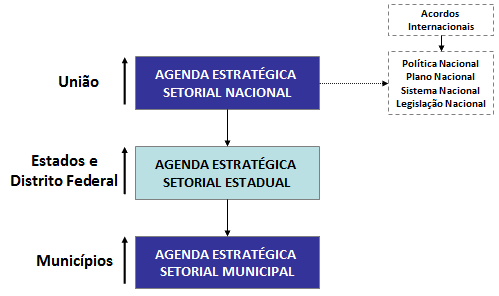 Acordos
Internacionais
União
AGENDA ESTRATÉGICA
SETORIAL NACIONAL
Política Nacional
Plano Nacional
Sistema Nacional
Legislação Nacional
Estados e
Distrito Federal
AGENDA ESTRATÉGICA
SETORIAL ESTADUAL
Municípios
AGENDA ESTRATÉGICA
SETORIAL MUNICIPAL